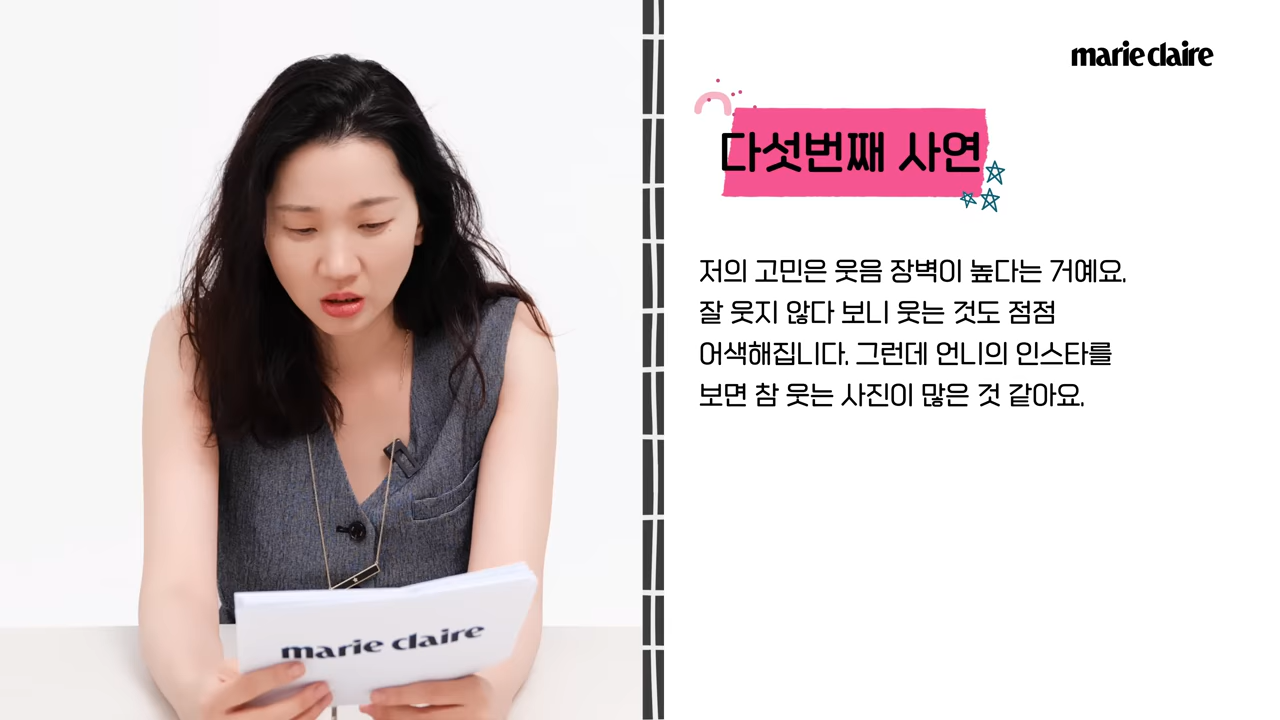 marie claire
다섯번째 사연
저의 고민은 웃음 장벽이 높다는 거예요.
잘 웃지 않다 보니 웃는 것도 점점
어색해집니다. 그런데 언니의 인스타를
보면 참 웃는 사진이 많은 것 같아요.
marie claire